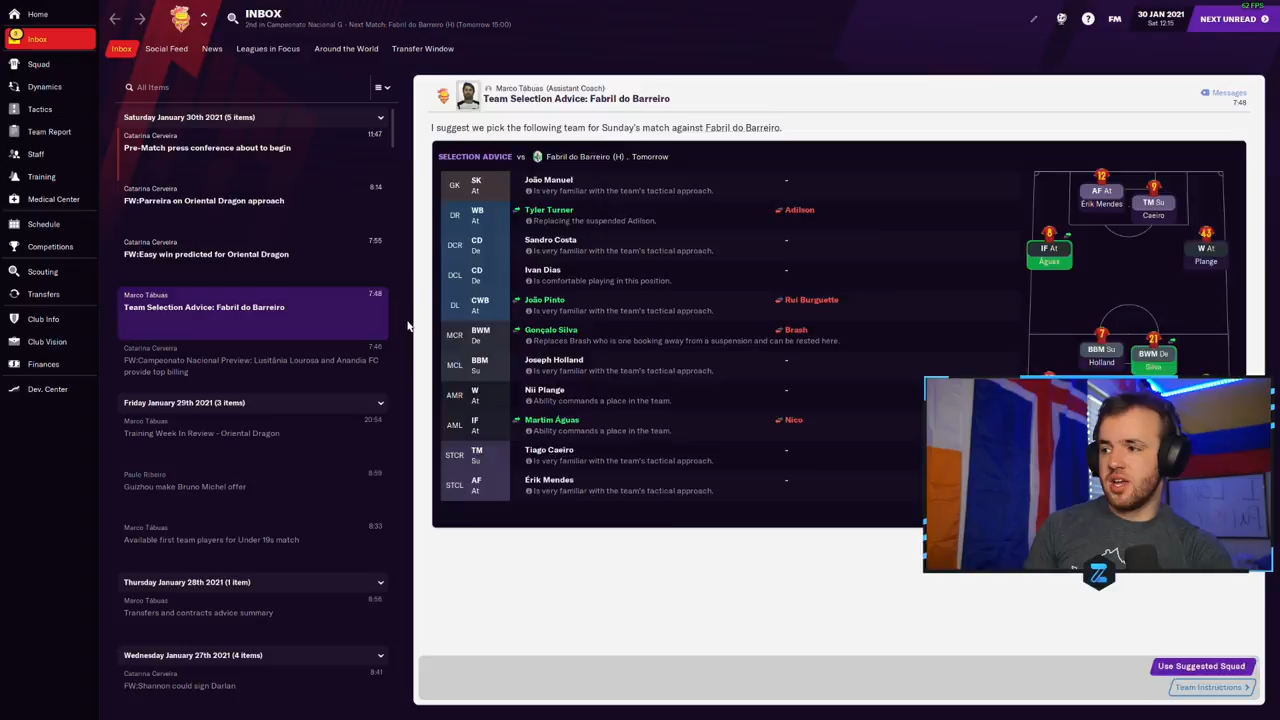 62 FPS
Home
Inbox
3
Squad
Dynamics
Tactics
Team Report
Staff
Training
Medical Center
Schedule
Competitions
Scouting
Transfers
Club Info
Club Vision
Finances
Dev. Center
INBOX
2nd in Campeonato Nacional G - Next Match: Fabril do Barreiro (H) (Tomorrow 15:00)
FM
30 JAN 2021
Sat 12:15
NEXT UNREAD
Inbox Social Feed News Leagues in Focus Around the World Transfer Window
All Items
Saturday January 30th 2021 (5 items)
Catarina Cerveira 11:47
Pre-Match press conference about to begin
Catarina Cerveira 8:14
FW:Parreira on Oriental Dragon approach
Catarina Cerveira 7:55
FW:Easy win predicted for Oriental Dragon
Marco Tábuas 7:48
Team Selection Advice: Fabril do Barreiro
Catarina Cerveira 7:46
FW:Campeonato Nacional Preview: Lusitânia Lourosa and Anandia FC
provide top billing
Friday January 29th 2021 (3 items)
Marco Tábuas 20:54
Training Week In Review - Oriental Dragon
Paulo Ribeiro 8:59
Guizhou make Bruno Michel offer
Marco Tábuas 8:33
Available first team players for Under 19s match
Thursday January 28th 2021 (1 item)
Marco Tábuas 8:56
Transfers and contracts advice summary
Wednesday January 27th 2021 (4 items)
Catarina Cerveira 8:41
FW:Shannon could sign Darlan
Marco Tábuas (Assistant Coach)
Team Selection Advice: Fabril do Barreiro
Messages
7:48
I suggest we pick the following team for Sunday's match against Fabril do Barreiro.
SELECTION ADVICE vs Fabril do Barreiro (H) .. Tomorrow
GK SK At João Manuel -
Is very familiar with the team's tactical approach.
DR WB At Tyler Turner Adilson
Replacing the suspended Adilson.
DCR CD De Sandro Costa -
Is very familiar with the team's tactical approach.
DCL CD De Ivan Dias -
Is comfortable playing in this position.
DL CWB At João Pinto Rui Burguette
Is very familiar with the team's tactical approach.
MCR BWM De Gonçalo Silva Brash
Replaces Brash who is one booking away from a suspension and can be rested here.
MCL BBM Su Joseph Holland -
Is very familiar with the team's tactical approach.
AMR W At Nii Plange -
Ability commands a place in the team.
AML IF At Martim Águas Nico
Ability commands a place in the team.
STCR TM Su Tiago Caeiro -
Is very familiar with the team's tactical approach.
STCL AF At Érik Mendes -
Is very familiar with the team's tactical approach.
12
AF At
Érik Mendes
9
TM Su
Caeiro
8
IF At
Águas
43
W At
Plange
7
BBM Su
Holland
21
BWM De
Silva
Z
Use Suggested Squad
Team Instructions